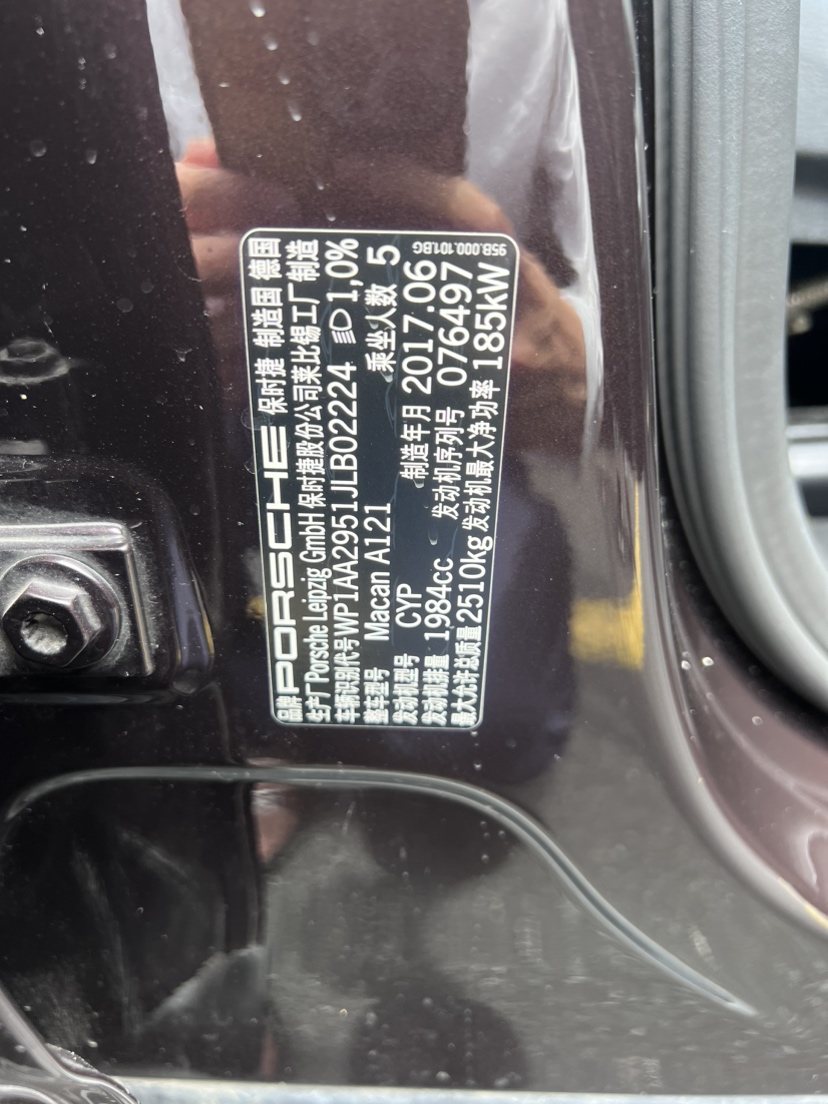 品牌 PORSCHE 保时捷 制造国 德国
生产厂 Porsche Leipzig GmbH 保时捷股份公司莱比锡工厂制造
车辆识别代号 WP1AA2951JLB02224 1,0%
整车型号 Macan A121 乘坐人数 5
发动机型号 CYP 制造年月 2017.06
发动机排量 1984cc 发动机序列号 076497
最大允许总质量 2510kg 发动机最大净功率 185kW
95B.000.101.BG